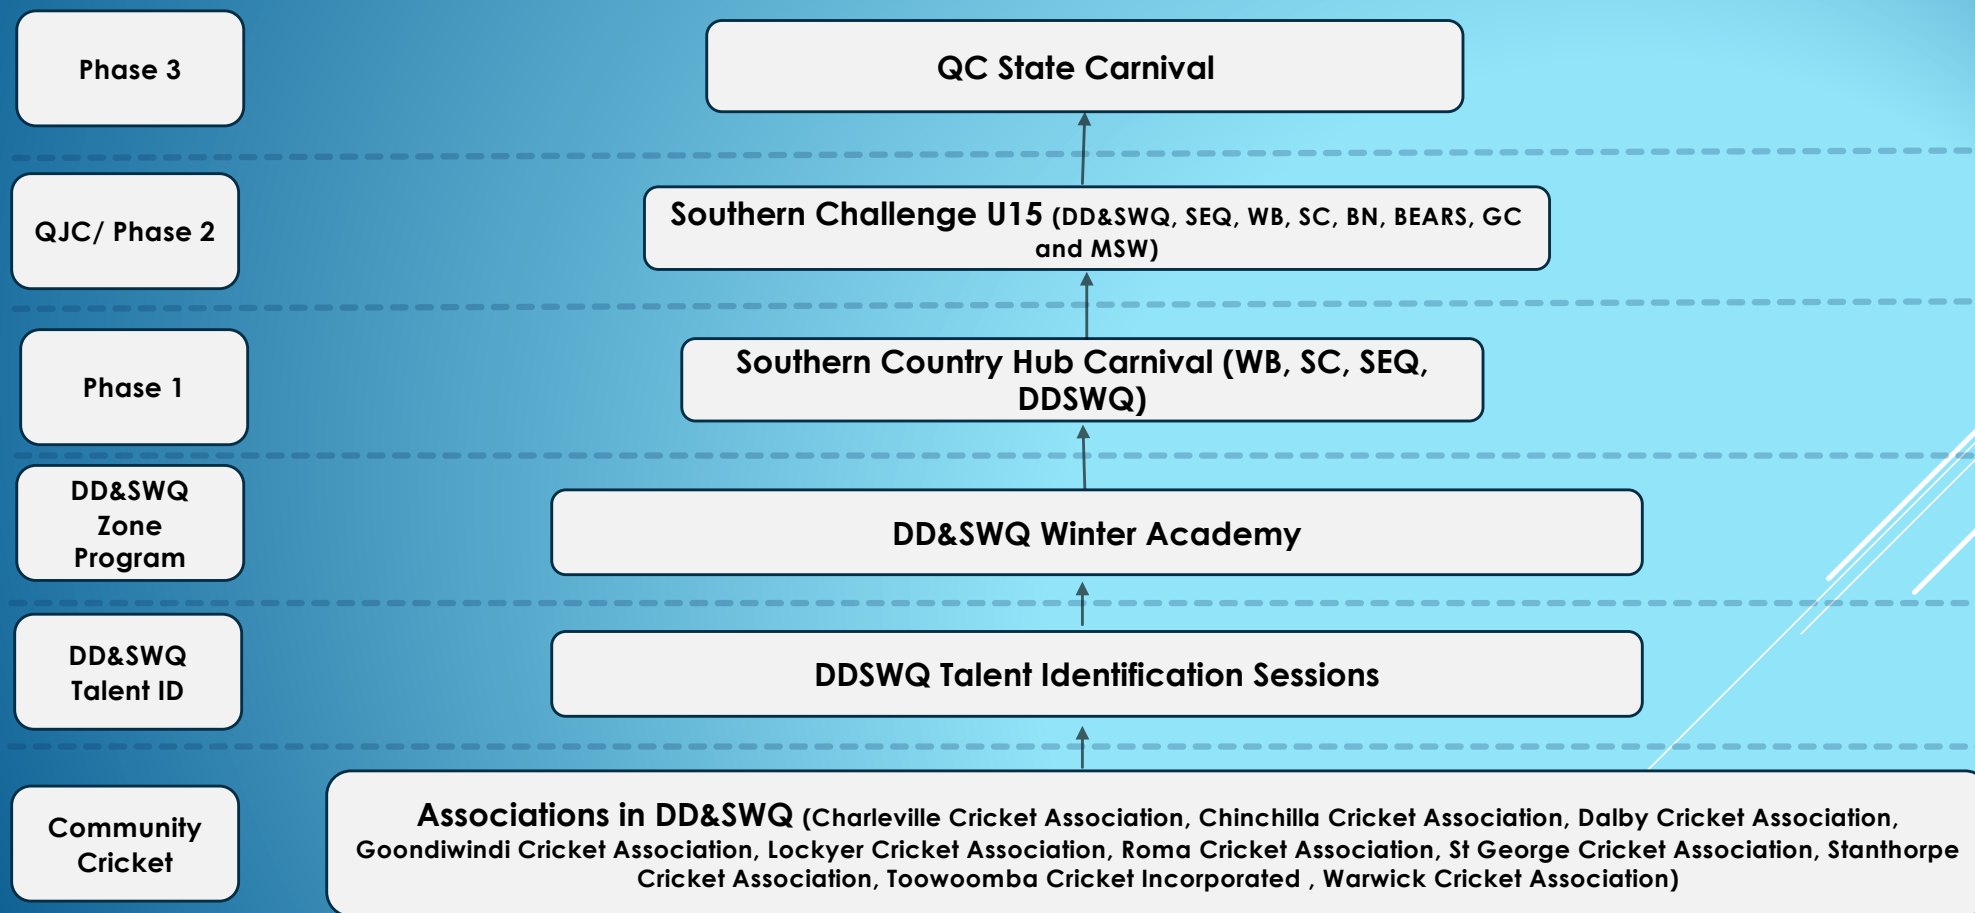 Phase 3
QC State Carnival
QJC/ Phase 2
Southern Challenge U15 (DD&SWQ, SEQ, WB, SC, BN, BEARS, GC
and MSW)
Phase 1
Southern Country Hub Carnival (WB, SC, SEQ,
DDSWQ)
DD&SWQ
Zone
Program
DD&SWQ Winter Academy
DD&SWQ
Talent ID
DDSWQ Talent Identification Sessions
Community
Cricket
Associations in DD&SWQ (Charleville Cricket Association, Chinchilla Cricket Association, Dalby Cricket Association,
Goondiwindi Cricket Association, Lockyer Cricket Association, Roma Cricket Association, St George Cricket Association, Stanthorpe
Cricket Association, Toowoomba Cricket Incorporated , Warwick Cricket Association)